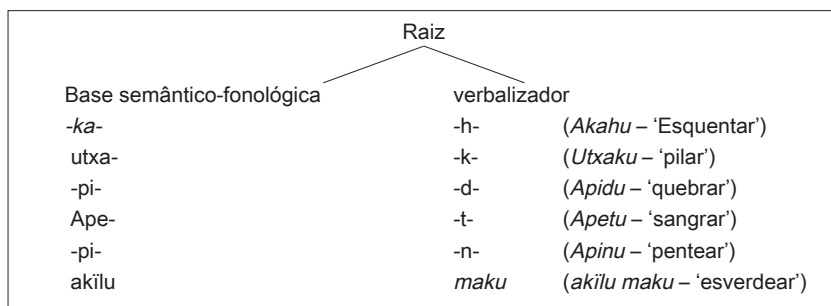 Raiz
Base semântico-fonológica verbalizador
-ka- -h- (Akahu – ‘Esquentar’)
utxa- -k- (Utxaku – ‘pilar’)
-pi- -d- (Apidu – ‘quebrar’)
Ape- -t- (Apetu – ‘sangrar’)
-pi- -n- (Apinu – ‘pentear’)
akïlu maku (akïlu maku – ‘esverdear’)